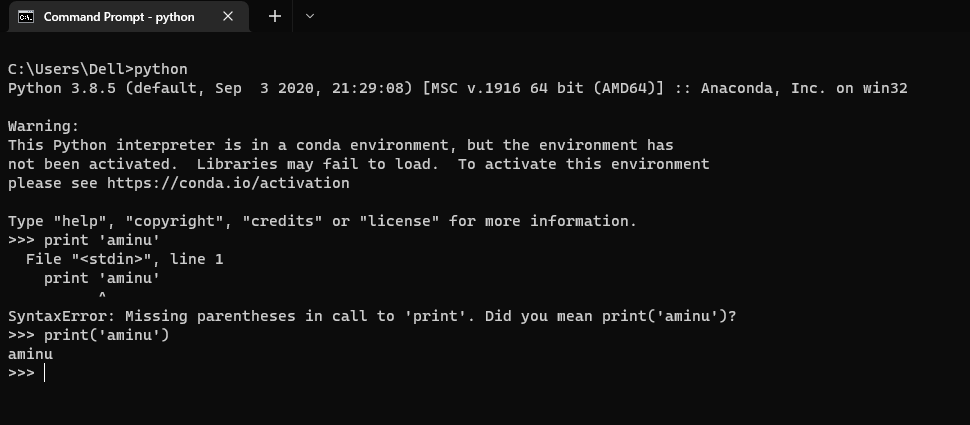 Command Prompt - python
C:\Users\Dell>python
Python 3.8.5 (default, Sep  3 2020, 21:29:08) [MSC v.1916 64 bit (AMD64)] :: Anaconda, Inc. on win32
Warning:
This Python interpreter is in a conda environment, but the environment has
not been activated.  Libraries may fail to load.  To activate this environment
please see https://conda.io/activation
Type "help", "copyright", "credits" or "license" for more information.
>>> print 'aminu'
  File "<stdin>", line 1
    print 'aminu'
          ^
SyntaxError: Missing parentheses in call to 'print'. Did you mean print('aminu')?
>>> print('aminu')
aminu
>>>